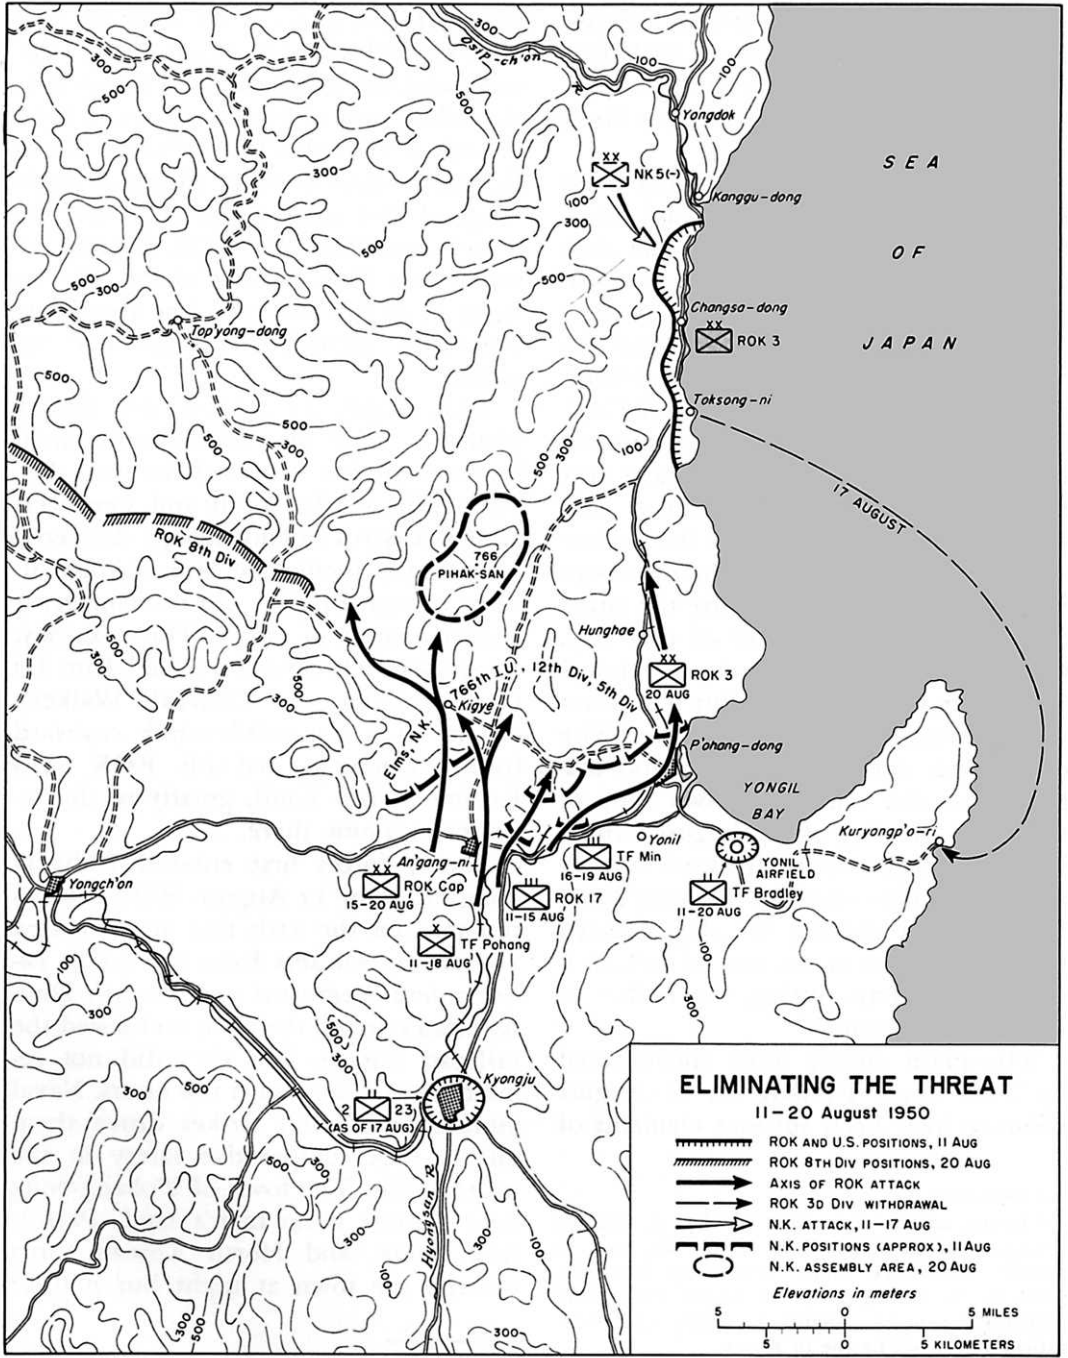 Osip-ch'on R
Yongdok
SEA
OF
JAPAN
XX
NK5(-)
Kanggu-dong
Changsa-dong
XX
ROK 3
Top'yong-dong
Toksong-ni
17 AUGUST
ROK 8th Div
766
PIHAK-SAN
Hunghae
XX
ROK 3
20 AUG
766th I.U., 12th Div, 5th Div
Kigye
Elms, N.K.
P'ohang-dong
YONGIL
BAY
Kuryongp'o-ri
Yonil
YONIL
AIRFIELD
An'gang-ni
III
TF Min
16-19 AUG
II
TF Bradley
11-20 AUG
XX
ROK Cap
15-20 AUG
III
ROK 17
11-15 AUG
Yongch'on
X
TF Pohang
11-18 AUG
Kyongju
II
2 23
(AS OF 17 AUG)
Hyongsan R
ELIMINATING THE THREAT
11-20 August 1950
ROK AND U.S. POSITIONS, 11 AUG
ROK 8TH DIV POSITIONS, 20 AUG
AXIS OF ROK ATTACK
ROK 3D DIV WITHDRAWAL
N.K. ATTACK, 11-17 AUG
N.K. POSITIONS (APPROX), 11 AUG
N.K. ASSEMBLY AREA, 20 AUG
Elevations in meters
5 0 5 MILES
5 5 KILOMETERS